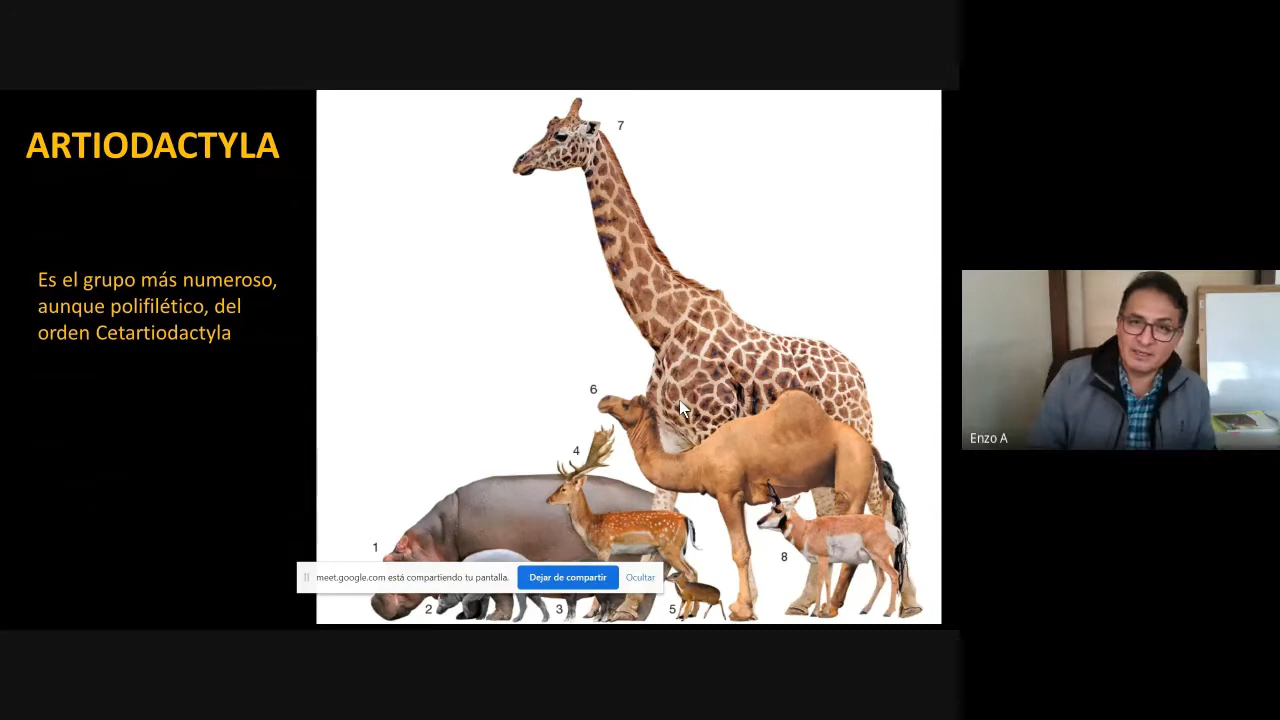 ARTIODACTYLA
Es el grupo más numeroso,
aunque polifilético, del
orden Cetartiodactyla
7
6
4
1
8
meet.google.com está compartiendo tu pantalla.
Dejar de compartir
Ocultar
2
3
5
Enzo A